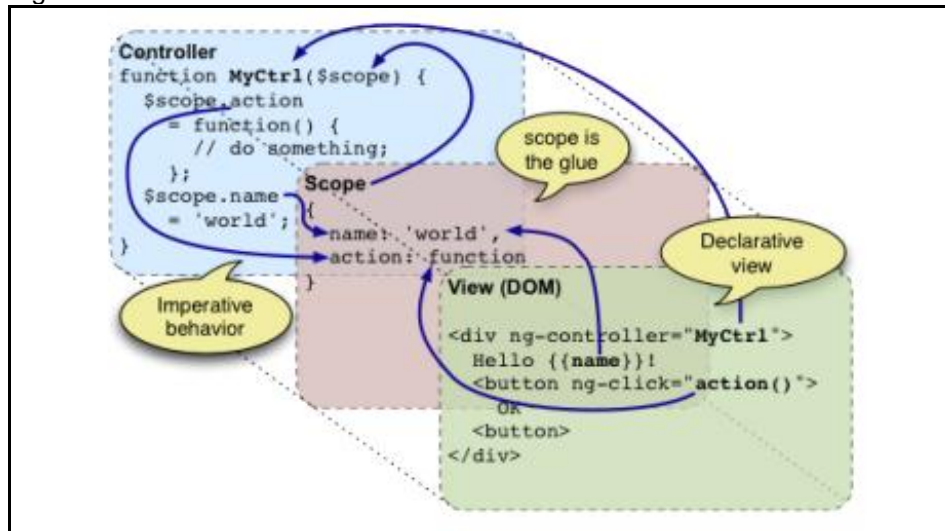 Controller
function MyCtrl($scope) {
$scope.action
= function() {
// do something;
};
$scope.name
= 'world';
}
Imperative
behavior
scope is
the glue
Scope
{
name: 'world',
action: function
}
Declarative
view
View (DOM)
<div ng-controller="MyCtrl">
Hello {{name}}!
<button ng-click="action()">
OK
<button>
</div>